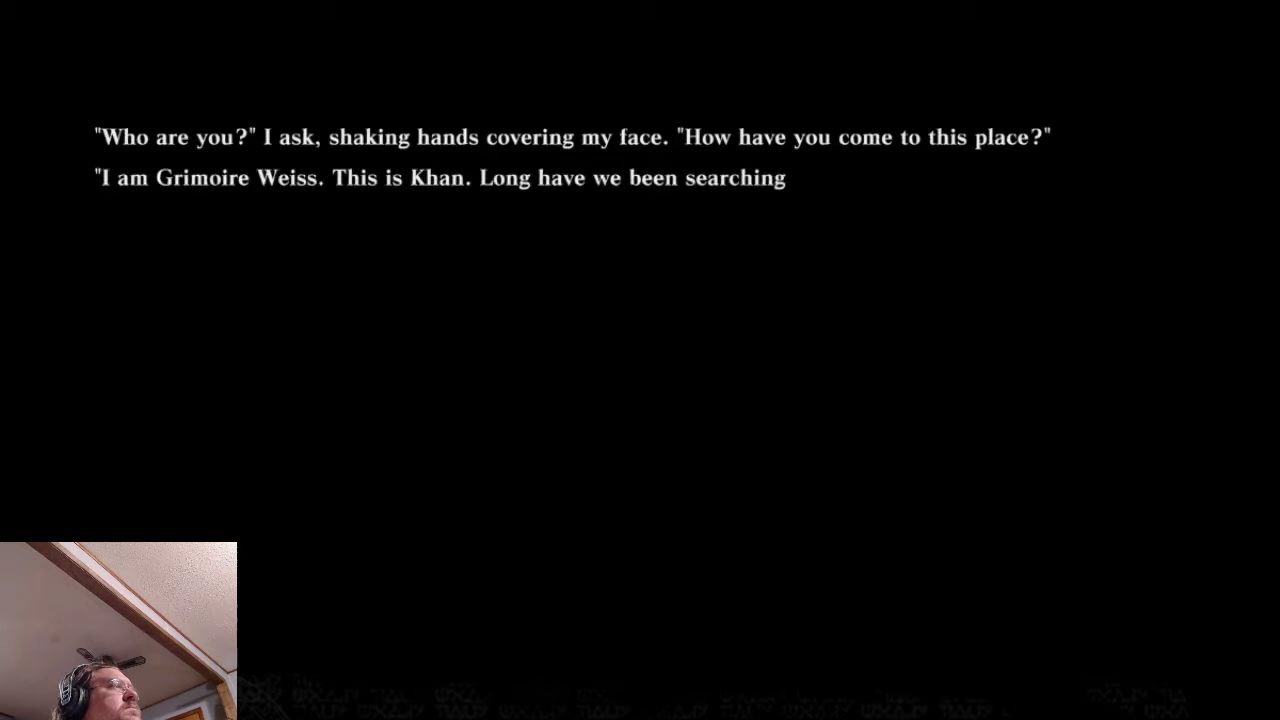 "Who are you?" I ask, shaking hands covering my face. "How have you come to this place?"
"I am Grimoire Weiss. This is Khan. Long have we been searching